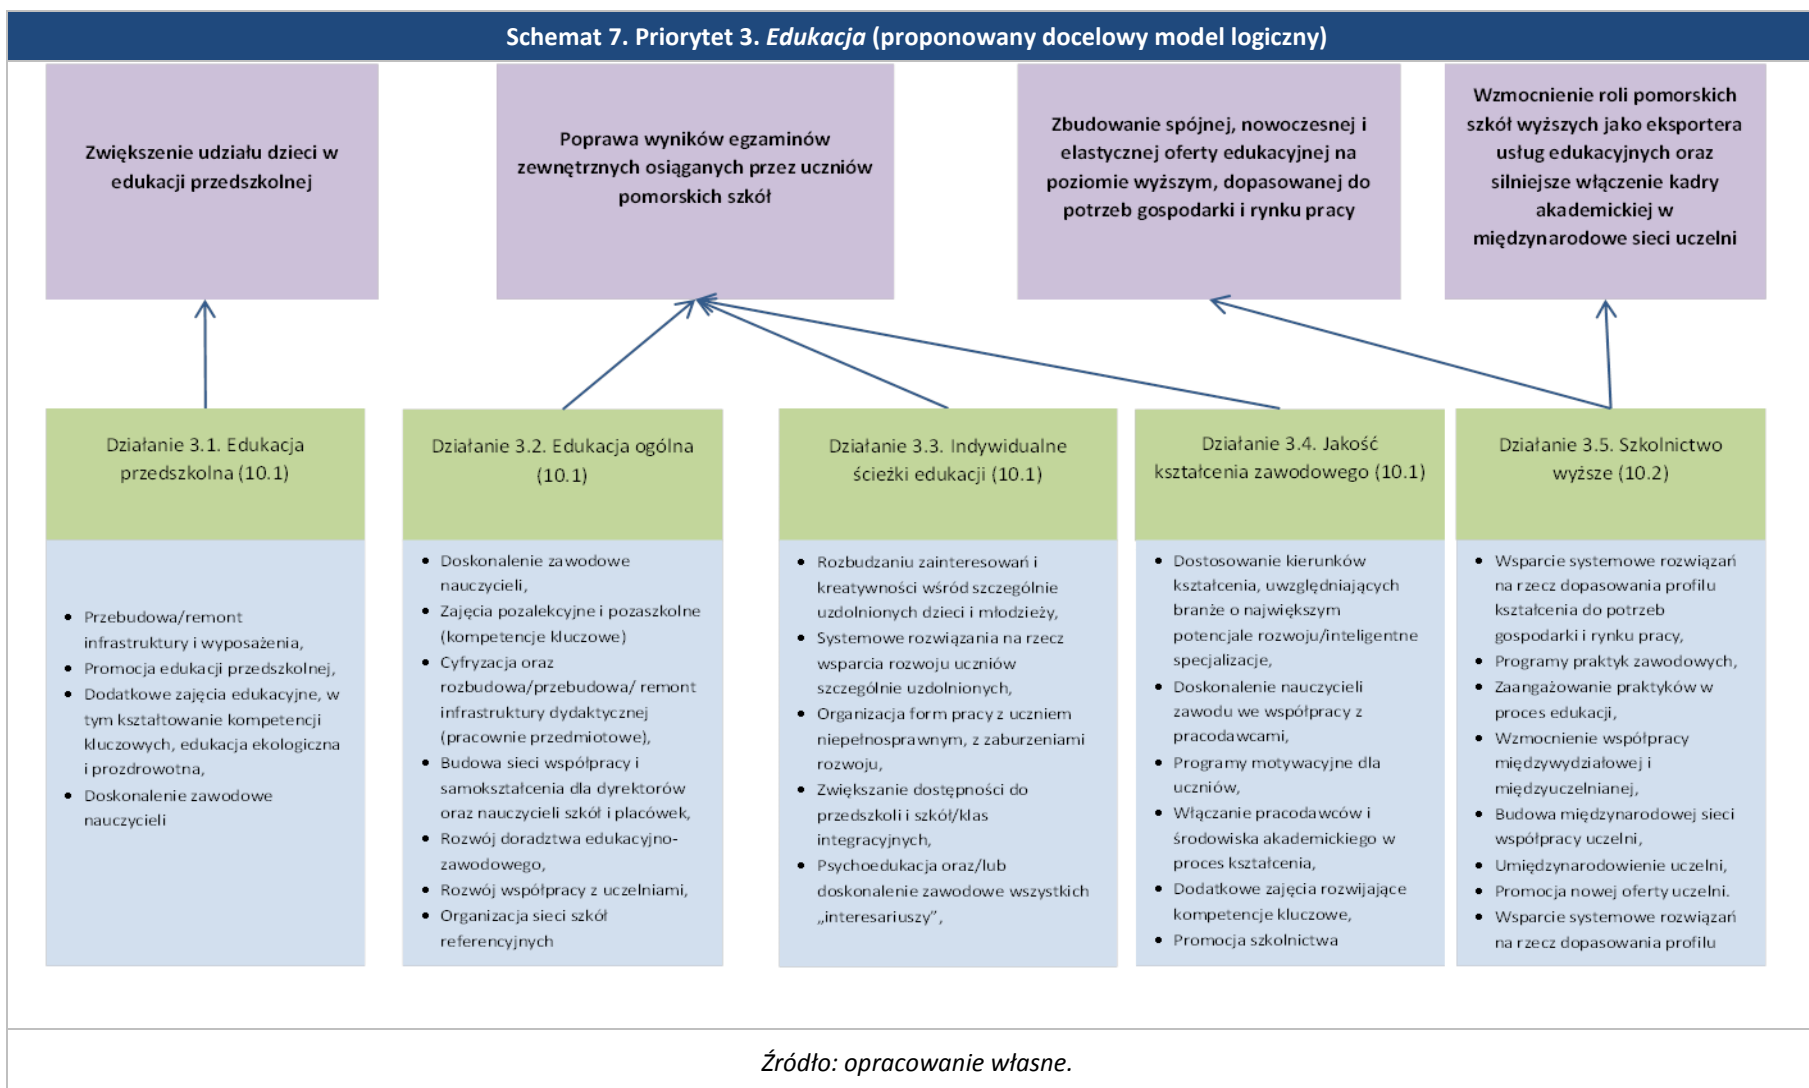 Schemat 7. Priorytet 3. Edukacja (proponowany docelowy model logiczny)
Zwiększenie udziału dzieci w
edukacji przedszkolnej
Poprawa wyników egzaminów
zewnętrznych osiąganych przez uczniów
pomorskich szkół
Zbudowanie spójnej, nowoczesnej i
elastycznej oferty edukacyjnej na
poziomie wyższym, dopasowanej do
potrzeb gospodarki i rynku pracy
Wzmocnienie roli pomorskich
szkół wyższych jako eksportera
usług edukacyjnych oraz
silniejsze włączenie kadry
akademickiej w
międzynarodowe sieci uczelni
Działanie 3.1. Edukacja
przedszkolna (10.1)
• Przebudowa/remont
infrastruktury i wyposażenia,
• Promocja edukacji przedszkolnej,
• Dodatkowe zajęcia edukacyjne, w
tym kształtowanie kompetencji
kluczowych, edukacja ekologiczna
i prozdrowotna,
• Doskonalenie zawodowe
nauczycieli
Działanie 3.2. Edukacja ogólna
(10.1)
• Doskonalenie zawodowe
nauczycieli,
• Zajęcia pozalekcyjne i pozaszkolne
(kompetencje kluczowe)
• Cyfryzacja oraz
rozbudowa/przebudowa/ remont
infrastruktury dydaktycznej
(pracownie przedmiotowe),
• Budowa sieci współpracy i
samokształcenia dla dyrektorów
oraz nauczycieli szkół i placówek,
• Rozwój doradztwa edukacyjno-
zawodowego,
• Rozwój współpracy z uczelniami,
• Organizacja sieci szkół
referencyjnych
Działanie 3.3. Indywidualne
ścieżki edukacji (10.1)
• Rozbudzaniu zainteresowań i
kreatywności wśród szczególnie
uzdolnionych dzieci i młodzieży,
• Systemowe rozwiązania na rzecz
wsparcia rozwoju uczniów
szczególnie uzdolnionych,
• Organizacja form pracy z uczniem
niepełnosprawnym, z zaburzeniami
rozwoju,
• Zwiększanie dostępności do
przedszkoli i szkół/klas
integracyjnych,
• Psychoedukacja oraz/lub
doskonalenie zawodowe wszystkich
„interesariuszy”,
Działanie 3.4. Jakość
kształcenia zawodowego (10.1)
• Dostosowanie kierunków
kształcenia, uwzględniających
branże o największym
potencjale rozwoju/inteligentne
specjalizacje,
• Doskonalenie nauczycieli
zawodu we współpracy z
pracodawcami,
• Programy motywacyjne dla
uczniów,
• Włączanie pracodawców i
środowiska akademickiego w
proces kształcenia,
• Dodatkowe zajęcia rozwijające
kompetencje kluczowe,
• Promocja szkolnictwa
Działanie 3.5. Szkolnictwo
wyższe (10.2)
• Wsparcie systemowe rozwiązań
na rzecz dopasowania profilu
kształcenia do potrzeb
gospodarki i rynku pracy,
• Programy praktyk zawodowych,
• Zaangażowanie praktyków w
proces edukacji,
• Wzmocnienie współpracy
międzywydziałowej i
międzyuczelnianej,
• Budowa międzynarodowej sieci
współpracy uczelni,
• Umiędzynarodowienie uczelni,
• Promocja nowej oferty uczelni.
• Wsparcie systemowe rozwiązań
na rzecz dopasowania profilu
Źródło: opracowanie własne.